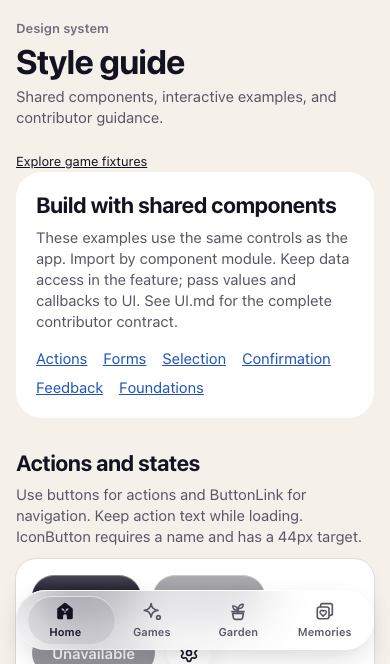 Design system
Style guide
Shared components, interactive examples, and
contributor guidance.
Explore game fixtures
Build with shared components
These examples use the same controls as the
app. Import by component module. Keep data
access in the feature; pass values and
callbacks to UI. See UI.md for the complete
contributor contract.
Actions Forms Selection Confirmation
Feedback Foundations
Actions and states
Use buttons for actions and ButtonLink for
navigation. Keep action text while loading.
IconButton requires a name and has a 44px target.
Home Games Garden Memories
Unavailable